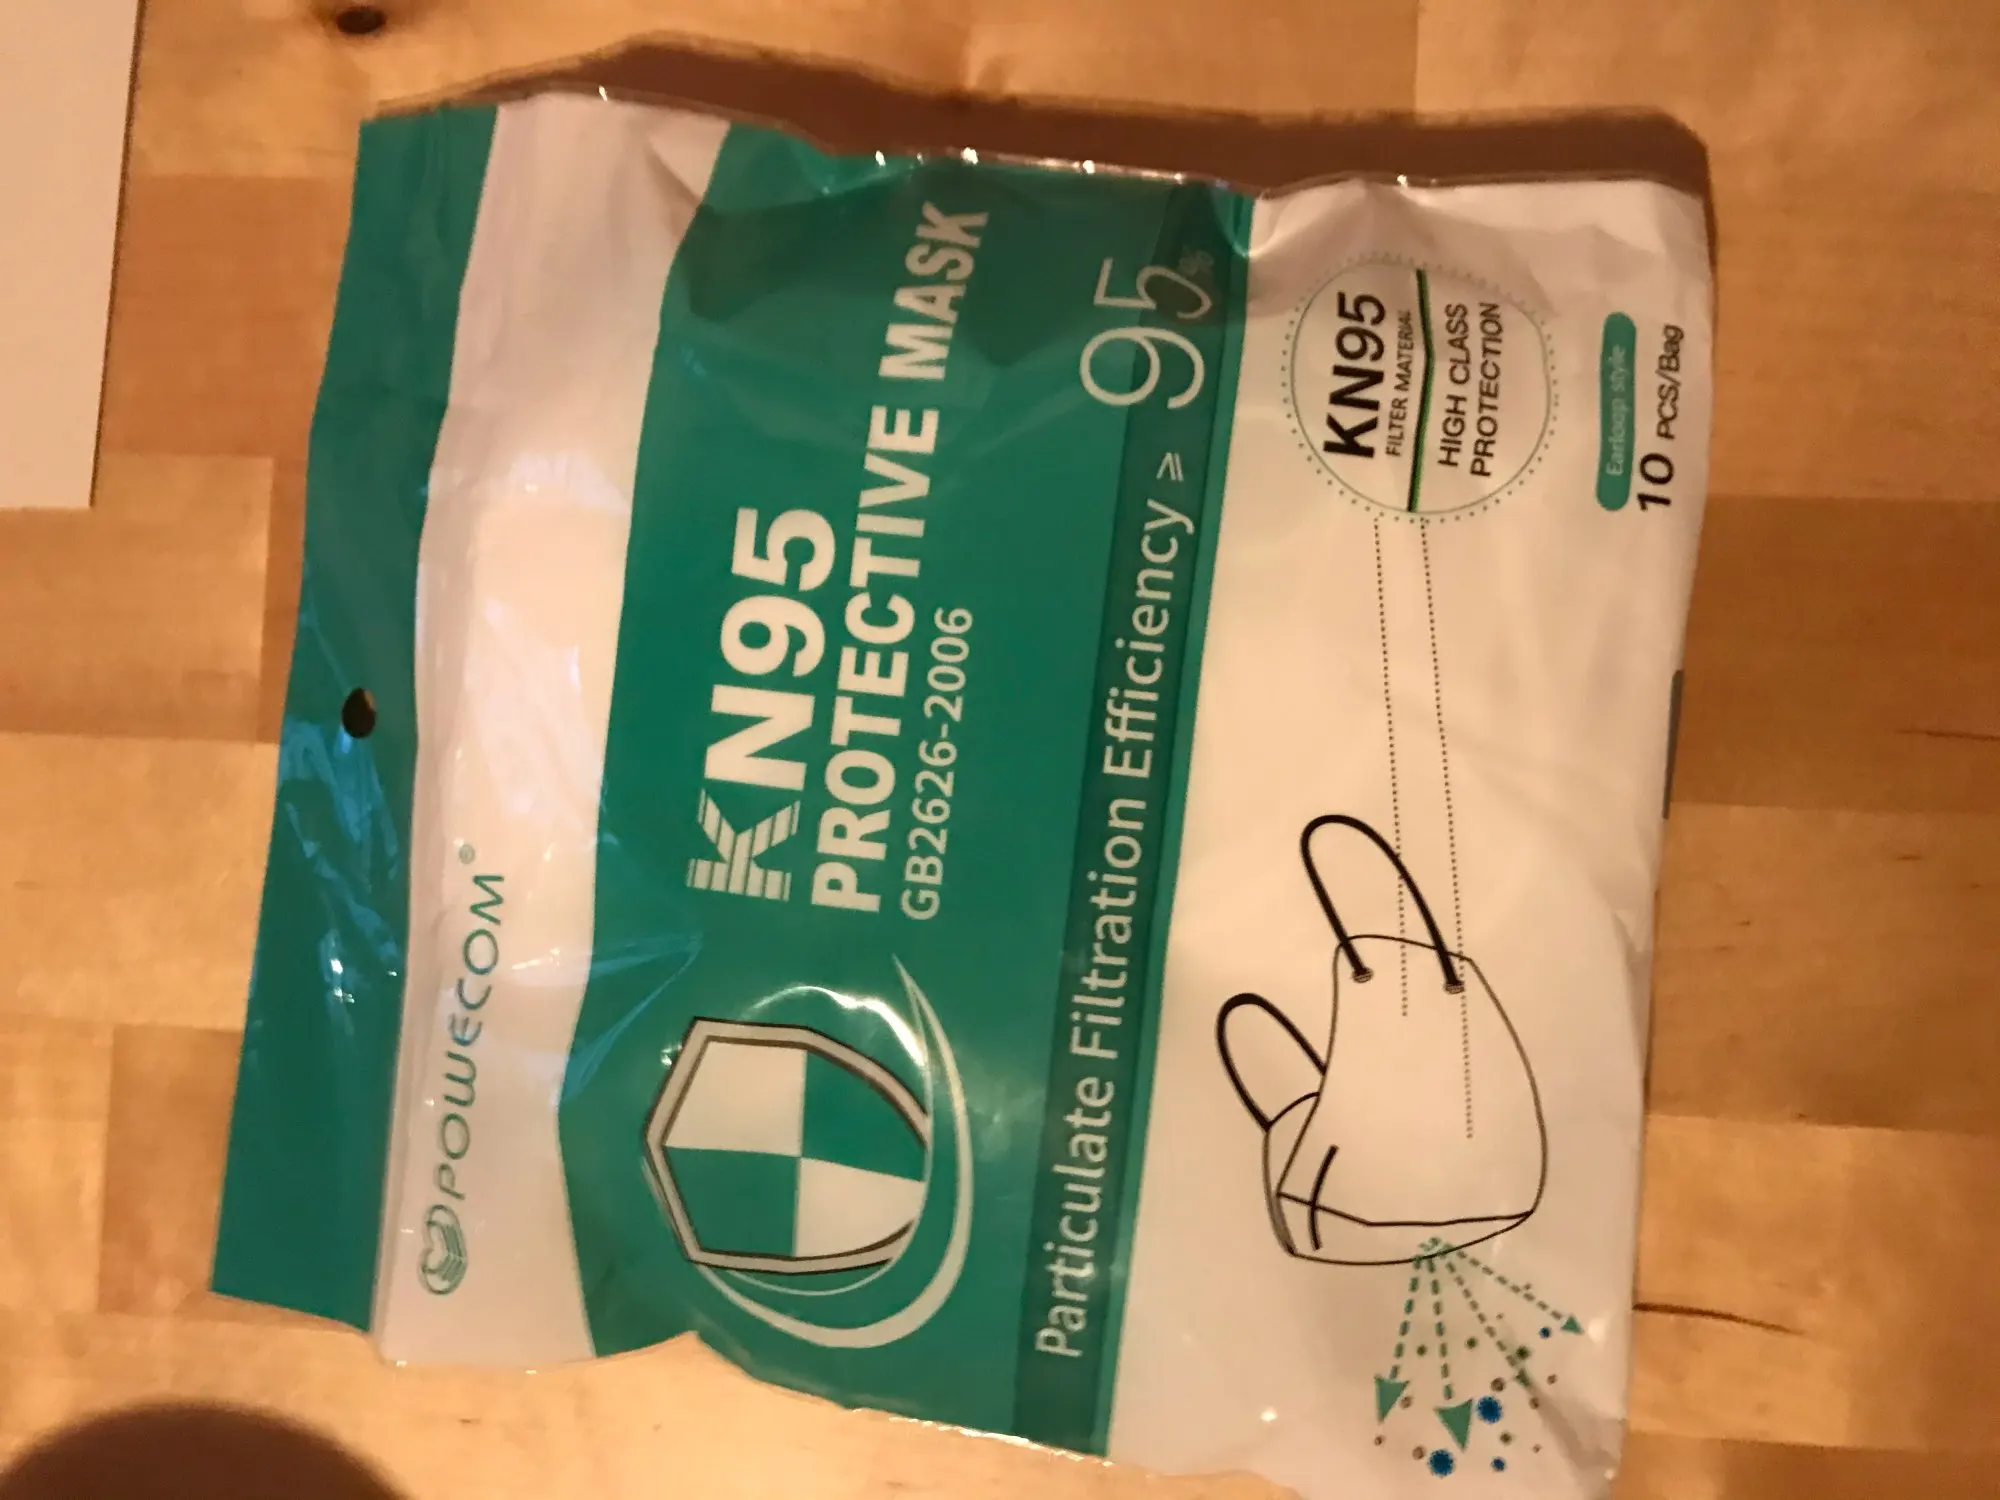 POWECOM®
KN95
PROTECTIVE MASK
GB2626-2006
Particulate Filtration Efficiency ≥ 95%
KN95
FILTER MATERIAL
HIGH CLASS
PROTECTION
Earloop style
10 PCS/Bag